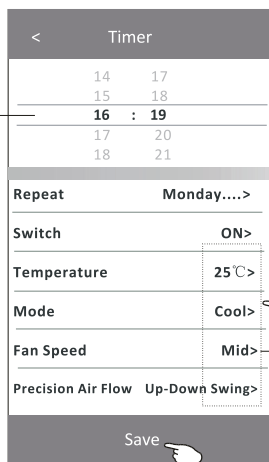 < Timer
14 17
15 18
16 : 19
17 20
18 21
Repeat Monday....>
Switch ON>
Temperature 25℃>
Mode Cool>
Fan Speed Mid>
Precision Air Flow Up-Down Swing>
Save